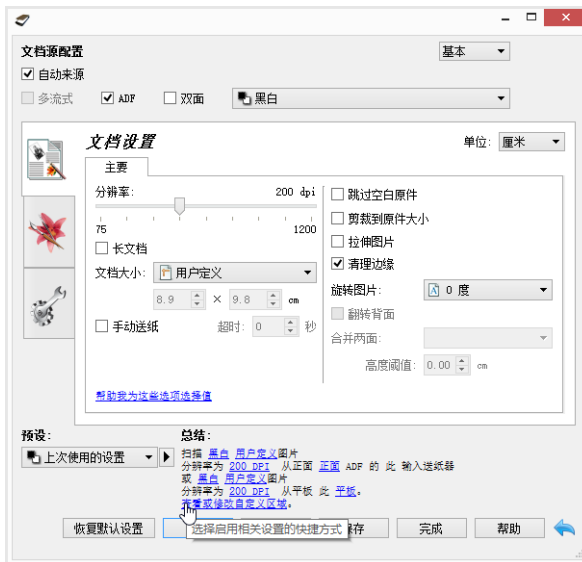 文档源配置
基本
自动来源
多流式
ADF
双面
黑白
文档设置
单位:
厘米
主要
分辨率:
200 dpi
75
1200
长文档
文档大小:
用户定义
8.9 × 9.8 cm
手动送纸
超时: 0 秒
帮助我为这些选项选择值
跳过空白原件
剪裁到原件大小
拉伸图片
清理边缘
旋转图片:
0 度
翻转背面
合并两面:
高度阈值: 0.00 cm
预设:
上次使用的设置
总结:
扫描 黑白 用户定义图片
分辨率为 200 DPI 从正面 正面 ADF 的 此 输入送纸器
或 黑白 用户定义图片
分辨率为 200 DPI 从平板 此 平板。
查看或修改自定义区域。
恢复默认设置
选择启用相关设置的快捷方式
存
完成
帮助